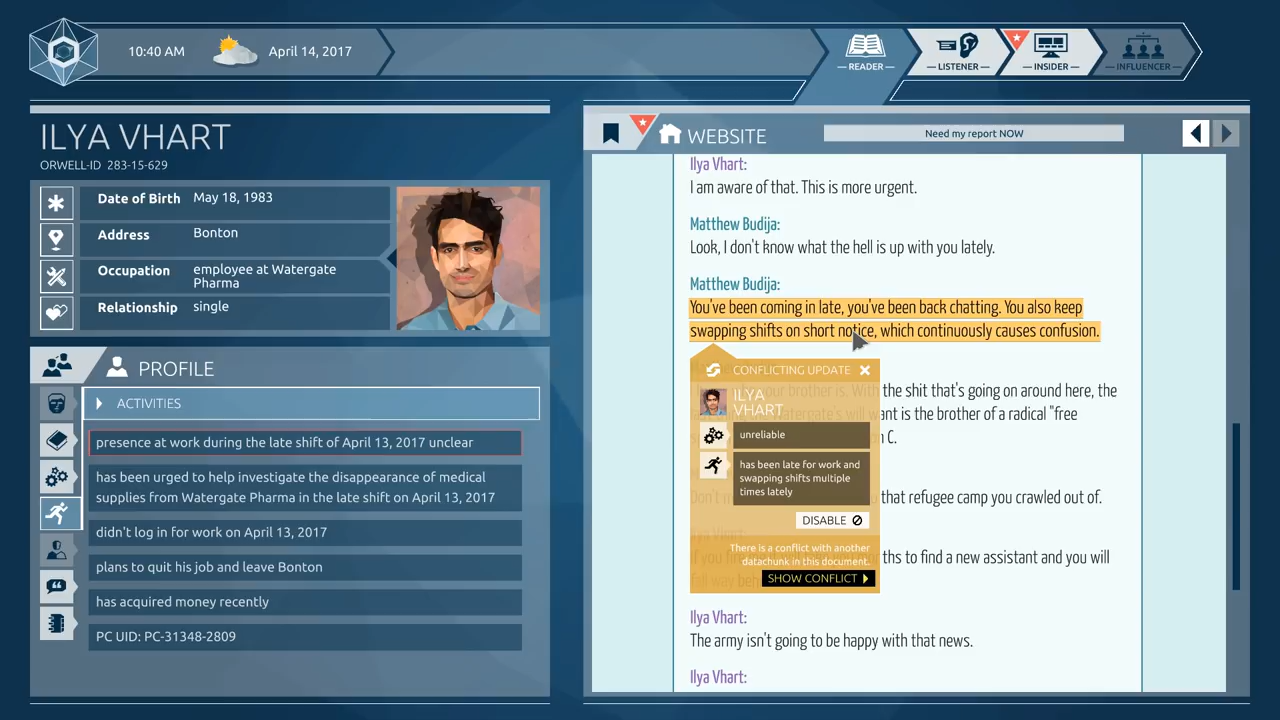 10:40 AM
April 14, 2017
READER
LISTENER
INSIDER
INFLUENCER
ILYA VHART
ORWELL-ID 283-15-629
Date of Birth May 18, 1983
Address Bonton
Occupation employee at Watergate
Pharma
Relationship single
PROFILE
ACTIVITIES
presence at work during the late shift of April 13, 2017 unclear
has been urged to help investigate the disappearance of medical
supplies from Watergate Pharma in the late shift on April 13, 2017
didn't log in for work on April 13, 2017
plans to quit his job and leave Bonton
has acquired money recently
PC UID: PC-31348-2809
WEBSITE
Need my report NOW
Ilya Vhart:
I am aware of that. This is more urgent.
Matthew Budija:
Look, I don't know what the hell is up with you lately.
Matthew Budija:
You've been coming in late, you've been back chatting. You also keep
swapping shifts on short notice, which continuously causes confusion.
CONFLICTING UPDATE
ILYA
VHART
unreliable
has been late for work and
swapping shifts multiple
times lately
DISABLE
There is a conflict with another
datachunk in this document.
SHOW CONFLICT
your brother is. With the shit that's going on around here, the
Watergate's will want is the brother of a radical "free
C.
that refugee camp you crawled out of.
to find a new assistant and you will
Ilya Vhart:
The army isn't going to be happy with that news.
Ilya Vhart: